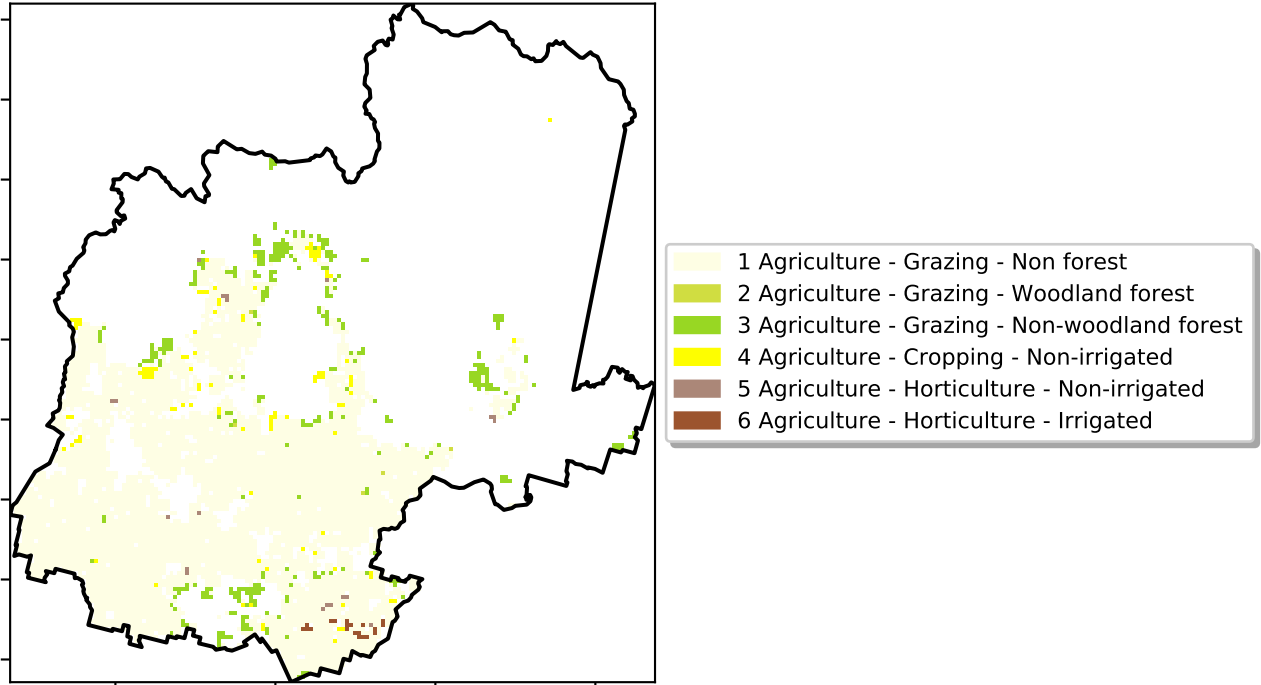 1 Agriculture - Grazing - Non forest
2 Agriculture - Grazing - Woodland forest
3 Agriculture - Grazing - Non-woodland forest
4 Agriculture - Cropping - Non-irrigated
5 Agriculture - Horticulture - Non-irrigated
6 Agriculture - Horticulture - Irrigated